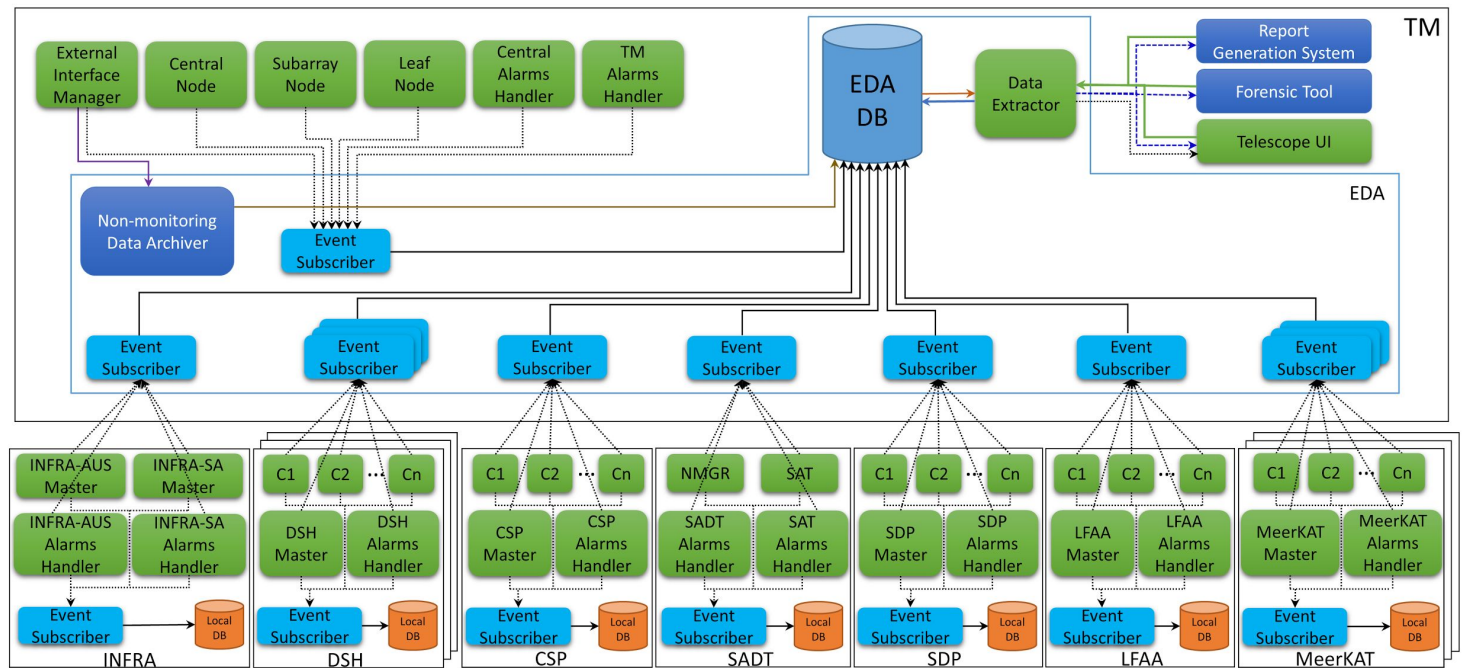 TM
External
Interface
Manager
Central
Node
Subarray
Node
Leaf
Node
Central
Alarms
Handler
TM
Alarms
Handler
EDA
DB
Data
Extractor
Report
Generation System
Forensic Tool
Telescope UI
EDA
Non-monitoring
Data Archiver
Event
Subscriber
Event
Subscriber
Event
Subscriber
Event
Subscriber
Event
Subscriber
Event
Subscriber
Event
Subscriber
Event
Subscriber
INFRA-AUS
Master
INFRA-SA
Master
INFRA-AUS
Alarms
Handler
INFRA-SA
Alarms
Handler
Event
Subscriber
Local
DB
INFRA
C1
C2
...
Cn
DSH
Master
DSH
Alarms
Handler
Event
Subscriber
Local
DB
DSH
C1
C2
...
Cn
CSP
Master
CSP
Alarms
Handler
Event
Subscriber
Local
DB
CSP
NMGR
SAT
SADT
Alarms
Handler
SAT
Alarms
Handler
Event
Subscriber
Local
DB
SADT
C1
C2
...
Cn
SDP
Master
SDP
Alarms
Handler
Event
Subscriber
Local
DB
SDP
C1
C2
...
Cn
LFAA
Master
LFAA
Alarms
Handler
Event
Subscriber
Local
DB
LFAA
C1
C2
...
Cn
MeerKAT
Master
MeerKAT
Alarms
Handler
Event
Subscriber
Local
DB
MeerKAT